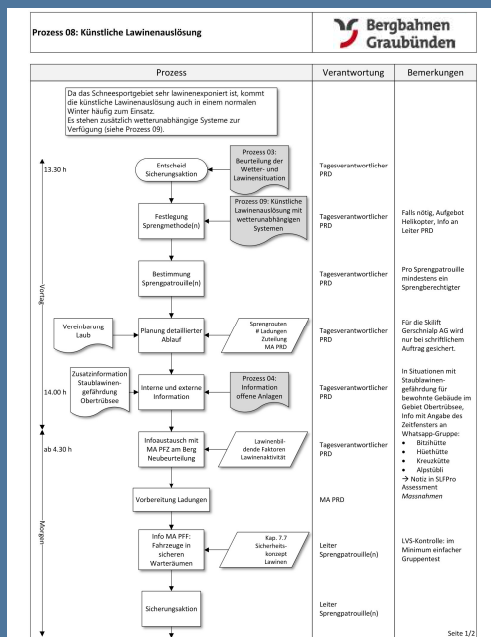 Prozess 08: Künstliche Lawinenauslösung
Bergbahnen
Graubünden
Prozess
Verantwortung
Bemerkungen
Da das Schneesportgebiet sehr lawinenexponiert ist, kommt
die künstliche Lawinenauslösung auch in einem normalen
Winter häufig zum Einsatz.
Es stehen zusätzlich wetterunabhängige Systeme zur
Verfügung (siehe Prozess 09).
13.30 h
Entscheid
Sicherungsaktion
Prozess 03:
Beurteilung der
Wetter- und
Lawinensituation
Tagesverantwortlicher
PRD
Festlegung
Sprengmethode(n)
Prozess 09: Künstliche
Lawinenauslösung mit
wetterunabhängigen
Systemen
Tagesverantwortlicher
PRD
Falls nötig, Aufgebot
Helikopter, Info an
Leiter PRD
Vortag
Bestimmung
Sprengpatrouille(n)
Tagesverantwortlicher
PRD
Pro Sprengpatrouille
mindestens ein
Sprengberechtigter
Vereinbarung
Laub
Planung detaillierter
Ablauf
Sprengrouten
# Ladungen
Zuteilung
MA PRD
Tagesverantwortlicher
PRD
Für die Skilift
Gerschnialp AG wird
nur bei schriftlichem
Auftrag gesichert.
14.00 h
Zusatzinformation
Staublawinen-
gefährdung
Obertrübsee
Interne und externe
Information
Prozess 04:
Information
offene Anlagen
Tagesverantwortlicher
PRD
In Situationen mit
Staublawinen-
gefährdung für
bewohnte Gebäude im
Gebiet Obertrübsee,
Info mit Angabe des
Zeitfensters an
Whatsapp-Gruppe:
• Bitzihütte
• Hüethütte
• Kreuzhütte
• Alpstübli
→ Notiz in SLFPro
Assessment
Massnahmen
ab 4.30 h
Infoaustausch mit
MA PFZ am Berg
Neubeurteilung
Lawinenbil-
dende Faktoren
Lawinenaktivität
Tagesverantwortlicher
PRD
Vorbereitung Ladungen
MA PRD
Morgen
Info MA PFF:
Fahrzeuge in
sicheren
Warteräumen
Kap. 7.7
Sicherheits-
konzept
Lawinen
Leiter
Sprengpatrouille(n)
LVS-Kontrolle: im
Minimum einfacher
Gruppentest
Sicherungsaktion
Leiter
Sprengpatrouille(n)
Seite 1/2